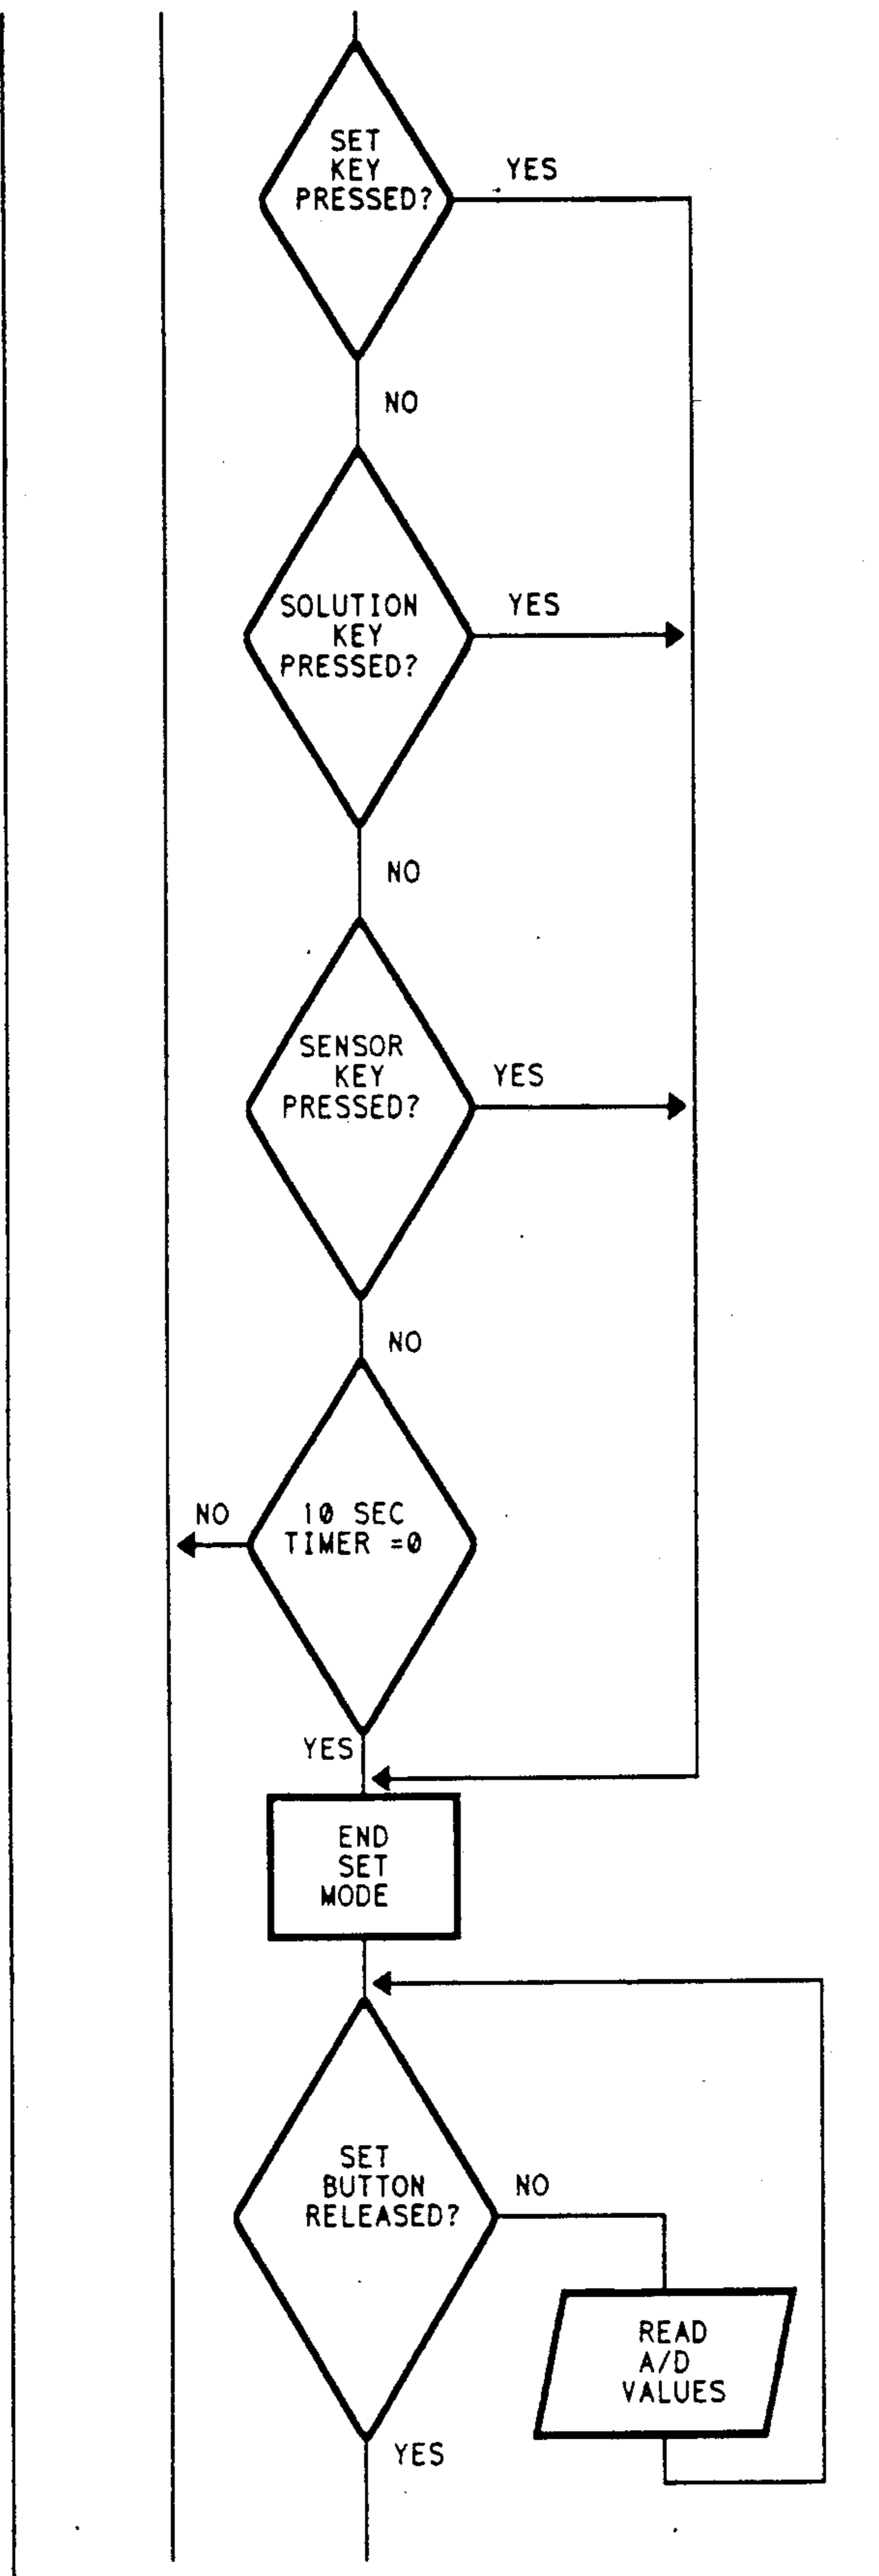 SET
KEY
PRESSED?
YES
NO
SOLUTION
KEY
PRESSED?
YES
NO
SENSOR
KEY
PRESSED?
YES
NO
10 SEC
TIMER =0
NO
YES
END
SET
MODE
SET
BUTTON
RELEASED?
NO
READ
A/D
VALUES
YES